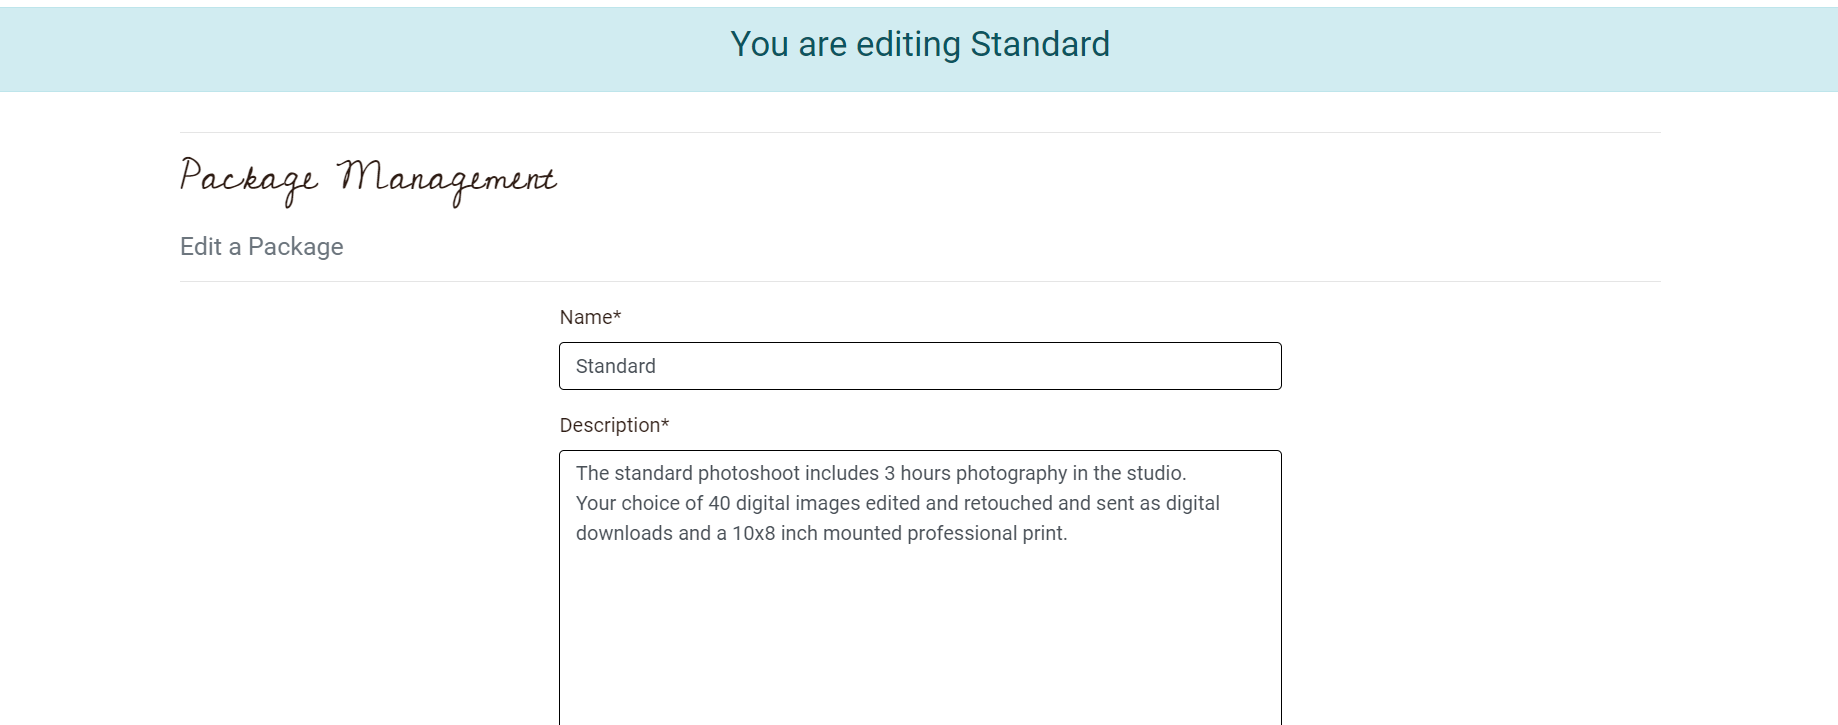 You are editing Standard
Package Management
Edit a Package
Name*
Standard
Description*
The standard photoshoot includes 3 hours photography in the studio.
Your choice of 40 digital images edited and retouched and sent as digital
downloads and a 10x8 inch mounted professional print.